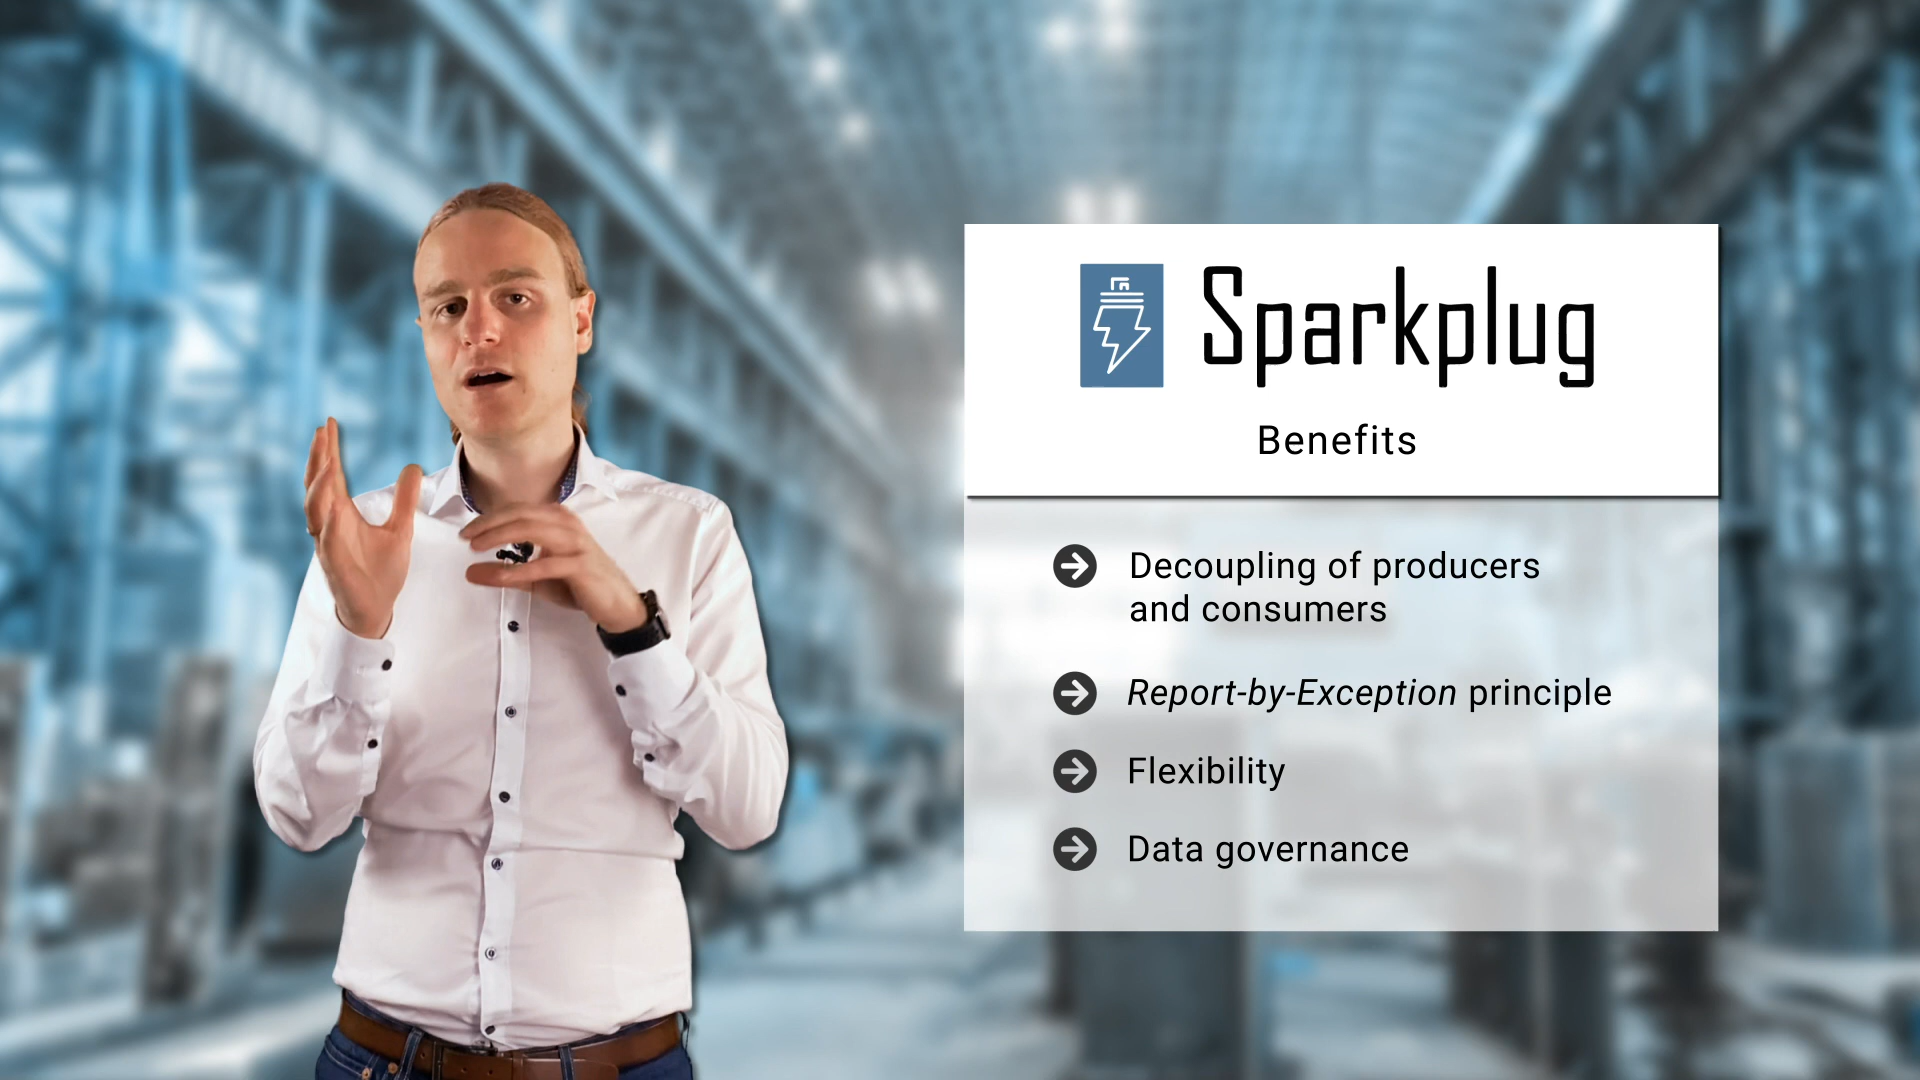 Sparkplug
Benefits
Decoupling of producers
and consumers
Report-by-Exception principle
Flexibility
Data governance